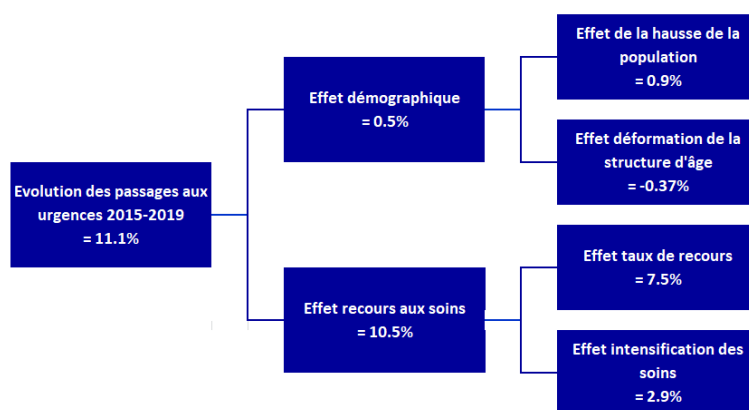 Evolution des passages aux
urgences 2015-2019
= 11.1%
Effet démographique
= 0.5%
Effet de la hausse de la
population
= 0.9%
Effet déformation de la
structure d'âge
= -0.37%
Effet recours aux soins
= 10.5%
Effet taux de recours
= 7.5%
Effet intensification des
soins
= 2.9%